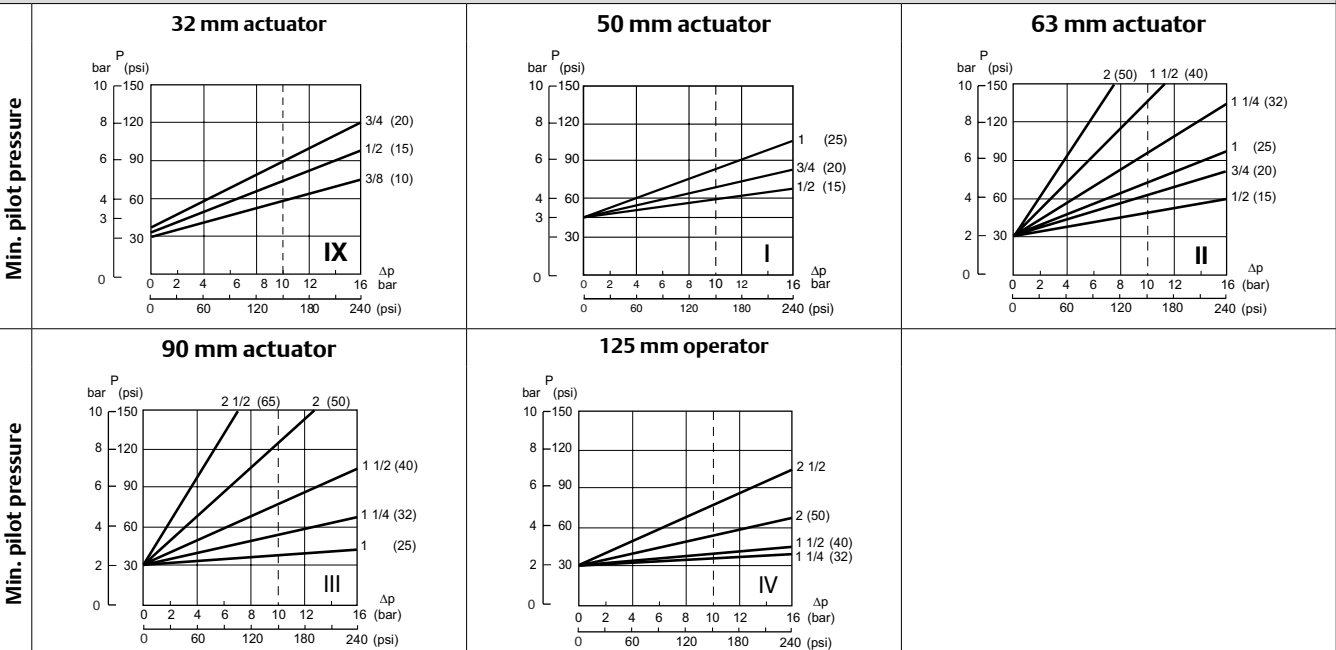 Min. pilot pressure
32 mm actuator
P
bar (psi)
10 150
8 120
6 90
4 60
3
30
0
3/4 (20)
1/2 (15)
3/8 (10)
IX
Δp
bar
0 2 4 6 8 10 12 16
0 60 120 180 240 (psi)
50 mm actuator
P
bar (psi)
10 150
8 120
6 90
4 60
3
30
0
1 (25)
3/4 (20)
1/2 (15)
I
Δp
bar
0 2 4 6 8 10 12 16
0 60 120 180 240 (psi)
63 mm actuator
P
bar (psi)
2 (50) 1 1/2 (40)
10 150
8 120
6 90
4 60
2 30
0
1 1/4 (32)
1 (25)
3/4 (20)
1/2 (15)
II
Δp
0 2 4 6 8 10 12 16 (bar)
0 60 120 180 240 (psi)
Min. pilot pressure
90 mm actuator
P
bar (psi)
2 1/2 (65) 2 (50)
10 150
8 120
6 90
4 60
2 30
0
1 1/2 (40)
1 1/4 (32)
1 (25)
III
Δp
0 2 4 6 8 10 12 16 (bar)
0 60 120 180 240 (psi)
125 mm operator
P
bar (psi)
10 150
8 120
6 90
4 60
2 30
0
2 1/2
2 (50)
1 1/2 (40)
1 1/4 (32)
IV
Δp
0 2 4 6 8 10 12 16 (bar)
0 60 120 180 240 (psi)